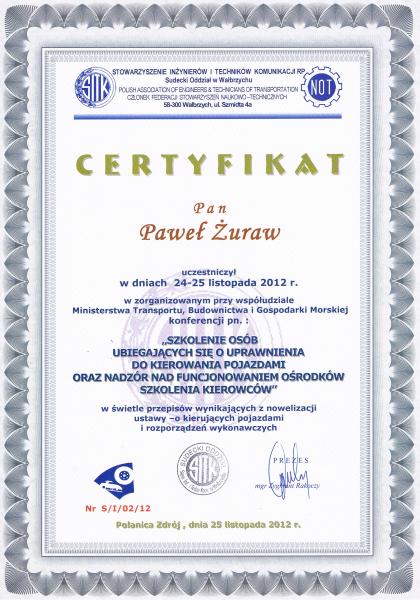 STOWARZYSZENIE INŻYNIERÓW I TECHNIKÓW KOMUNIKACJI RP
Sudecki Oddział w Wałbrzychu
POLISH ASSOCIATION OF ENGINEERS & TECHNICIANS OF TRANSPORTATION
CZŁONEK FEDERACJI STOWARZYSZEŃ NAUKOWO-TECHNICZNYCH
58-300 Wałbrzych, ul. Szmidta 4a
SITK
NOT
CERTYFIKAT
Pan
Paweł Żuraw
uczestniczył
w dniach 24-25 listopada 2012 r.
w zorganizowanym przy współudziale
Ministerstwa Transportu, Budownictwa i Gospodarki Morskiej
konferencji pn. :
„SZKOLENIE OSÓB
UBIEGAJĄCYCH SIĘ O UPRAWNIENIA
DO KIEROWANIA POJAZDAMI
ORAZ NADZÓR NAD FUNCJONOWANIEM OŚRODKÓW
SZKOLENIA KIEROWCÓW”
w świetle przepisów wynikających z nowelizacji
ustawy –o kierujących pojazdami
i rozporządzeń wykonawczych
SUDECKI ODDZIAŁ
SITK
PREZES
mgr Zygmunt Rakoczy
Nr S/I/02/12
Polanica Zdrój , dnia 25 listopada 2012 r.